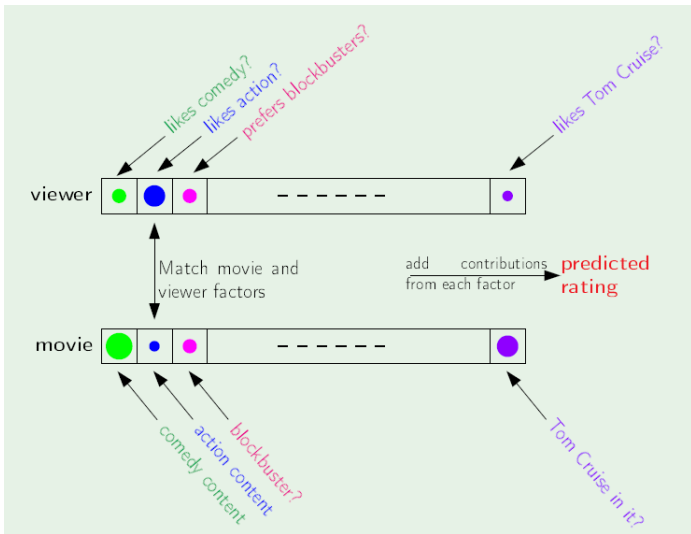 likes comedy?
likes action?
prefers blockbusters?
likes Tom Cruise?
viewer
Match movie and
viewer factors
add contributions
from each factor
predicted
rating
movie
comedy content
action content
blockbuster?
Tom Cruise in it?